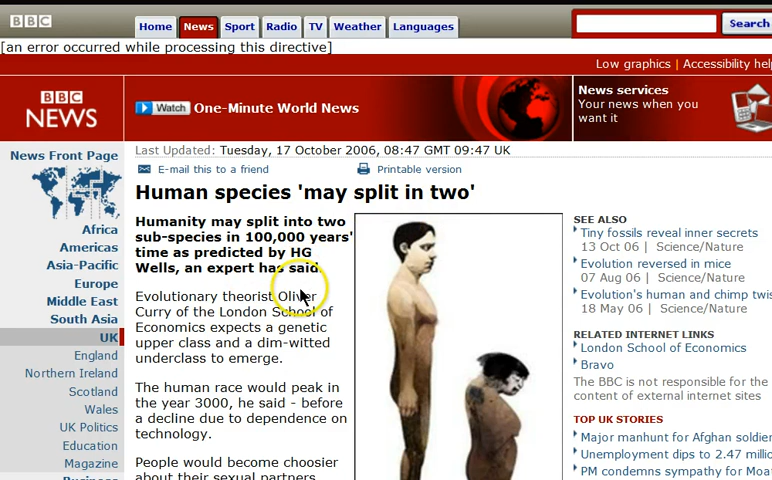 BBC
Home News Sport Radio TV Weather Languages
Search
[an error occurred while processing this directive]
Low graphics | Accessibility help
BBC
NEWS
Watch One-Minute World News
News services
Your news when you
want it
Last Updated: Tuesday, 17 October 2006, 08:47 GMT 09:47 UK
E-mail this to a friend
Printable version
News Front Page
Africa
Americas
Asia-Pacific
Europe
Middle East
South Asia
UK
England
Northern Ireland
Scotland
Wales
UK Politics
Education
Magazine
Business
Human species 'may split in two'
Humanity may split into two
sub-species in 100,000 years'
time as predicted by HG
Wells, an expert has said.
Evolutionary theorist Oliver
Curry of the London School of
Economics expects a genetic
upper class and a dim-witted
underclass to emerge.
The human race would peak in
the year 3000, he said - before
a decline due to dependence on
technology.
People would become choosier
about their sexual partners
SEE ALSO
Tiny fossils reveal inner secrets
13 Oct 06 | Science/Nature
Evolution reversed in mice
07 Aug 06 | Science/Nature
Evolution's human and chimp twis
18 May 06 | Science/Nature
RELATED INTERNET LINKS
London School of Economics
Bravo
The BBC is not responsible for the
content of external internet sites
TOP UK STORIES
Major manhunt for Afghan soldier
Unemployment dips to 2.47 millio
PM condemns sympathy for Moat